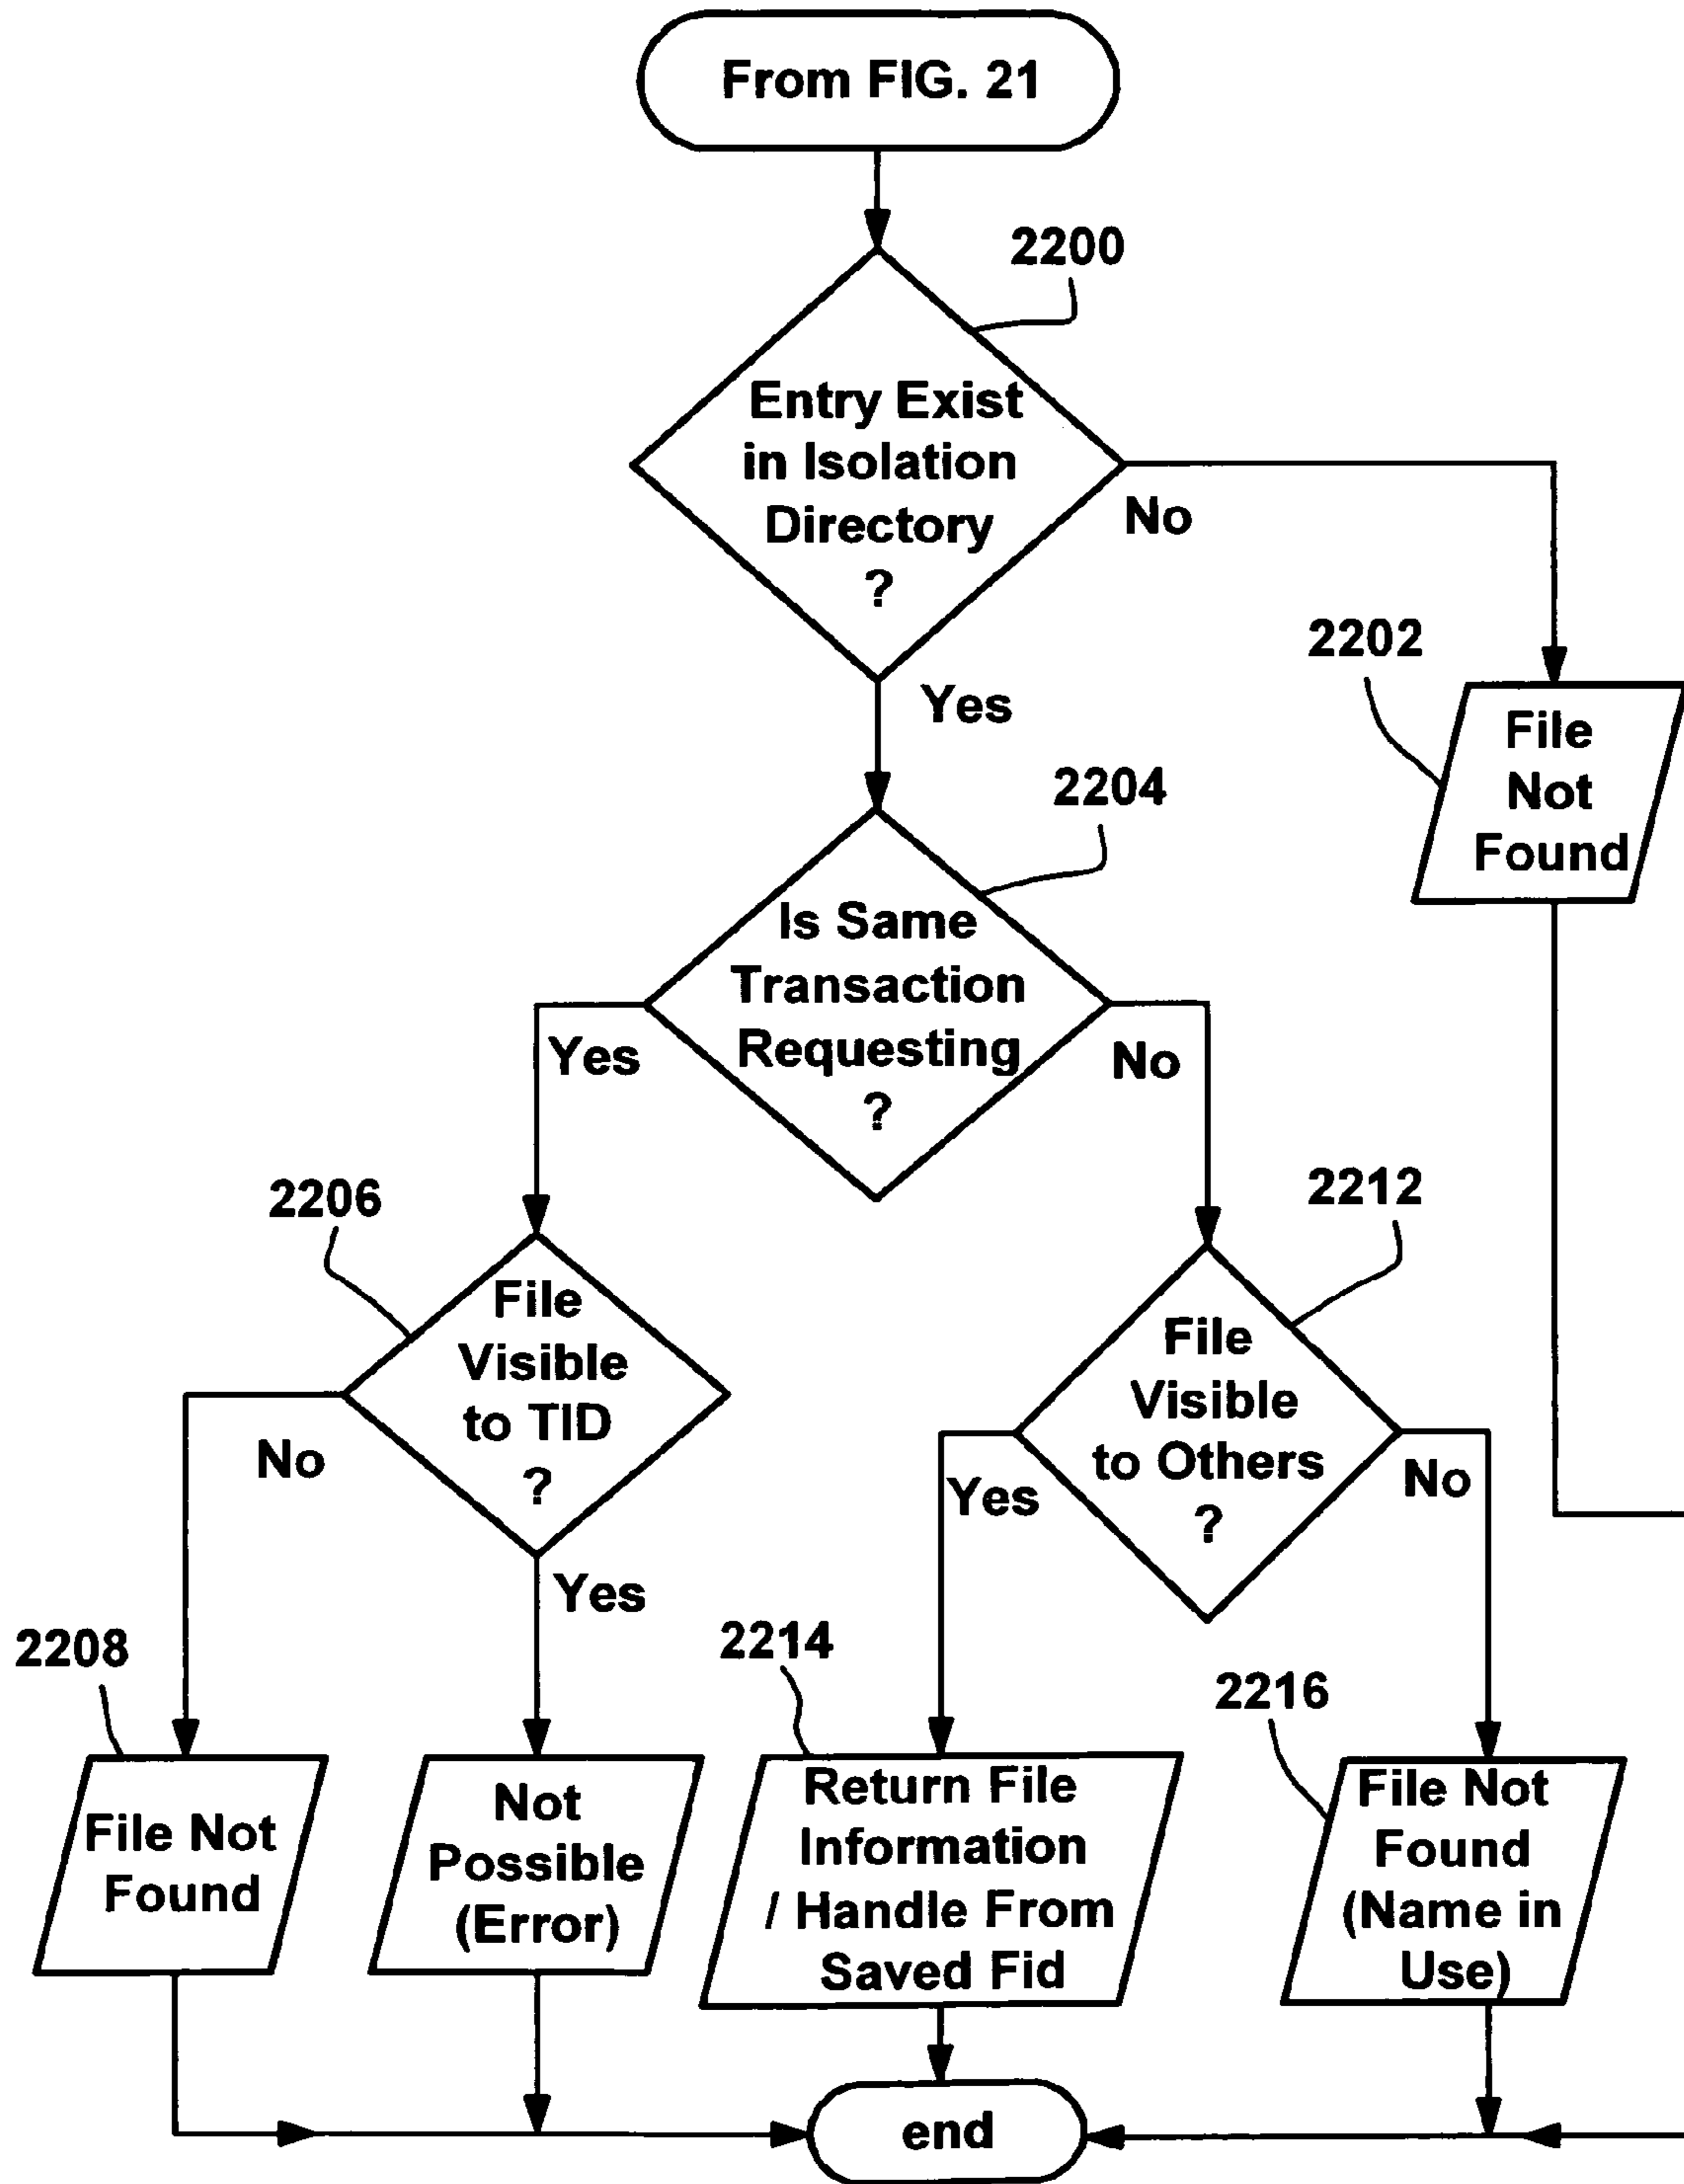 From FIG. 21
2200
Entry Exist
in Isolation
Directory
?
No
Yes
2202
File
Not
Found
2204
Is Same
Transaction
Requesting
?
Yes
No
2206
File
Visible
to TID
?
No
Yes
2212
File
Visible
to Others
?
Yes
No
2208
File Not
Found
Not
Possible
(Error)
2214
Return File
Information
/ Handle From
Saved Fid
2216
File Not
Found
(Name in
Use)
end